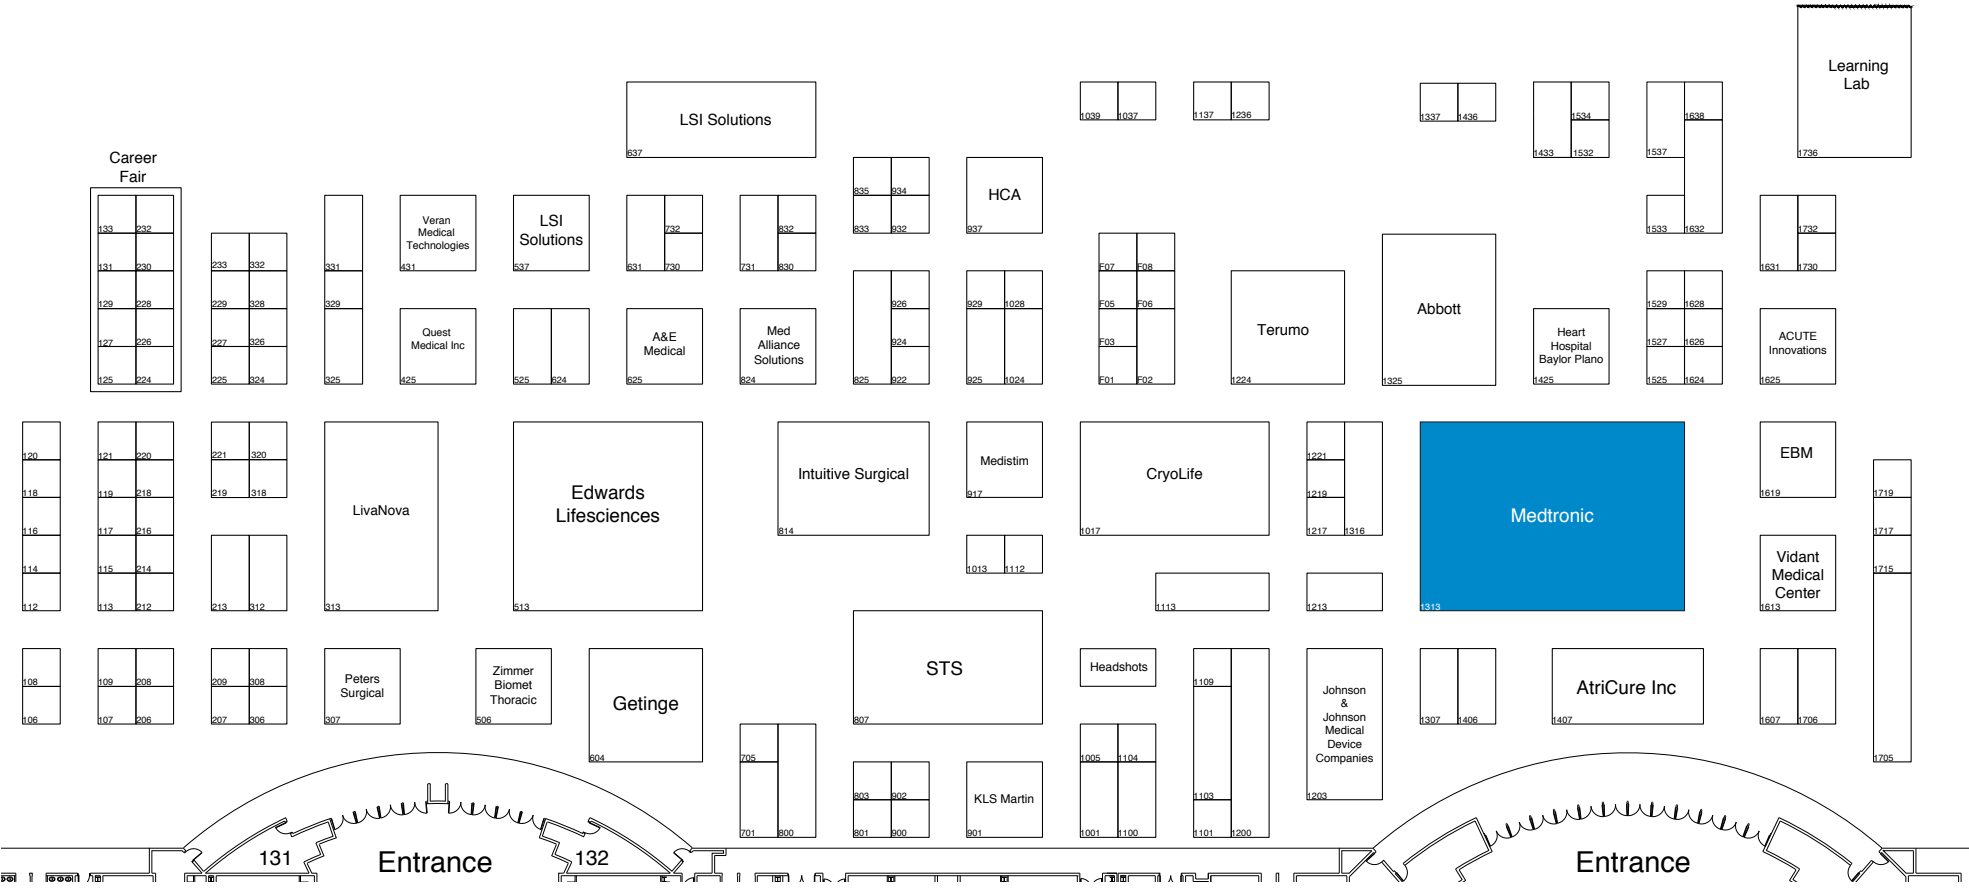 Learning
Lab
1736
LSI Solutions
637
1039 1037
1137 1236
1337 1436
1433 1534
1532
1537 1638
1533 1632
Career
Fair
133 232
131 230
129 228
127 226
125 224
233 332
229 328
227 326
225 324
331
329
325
Veran
Medical
Technologies
431
LSI
Solutions
537
631 732
730
731 832
830
835 934
833 932
HCA
937
F07 F08
F05 F06
F03
F01 F02
1631 1732
1730
Quest
Medical Inc
425
525 624
A&E
Medical
625
Med
Alliance
Solutions
824
926
924
825 922
929 1028
925 1024
Terumo
1224
Abbott
1325
Heart
Hospital
Baylor Plano
1425
1529 1628
1527 1626
1525 1624
ACUTE
Innovations
1625
120
118
116
114
112
121 220
119 218
117 216
115 214
113 212
221 320
219 318
213 312
LivaNova
313
Edwards
Lifesciences
513
Intuitive Surgical
814
Medistim
917
1013 1112
CryoLife
1017
1113
1221
1219
1217 1316
1213
Medtronic
1313
EBM
1619
Vidant
Medical
Center
1613
1719
1717
1715
1705
108
106
109 208
107 206
209 308
207 306
Peters
Surgical
307
Zimmer
Biomet
Thoracic
506
Getinge
604
STS
807
Headshots
1109
1103
1101 1200
Johnson
&
Johnson
Medical
Device
Companies
1203
1307 1406
AtriCure Inc
1407
1607 1706
705
701 800
803 902
801 900
KLS Martin
901
1005 1104
1001 1100
131
Entrance
132
Entrance